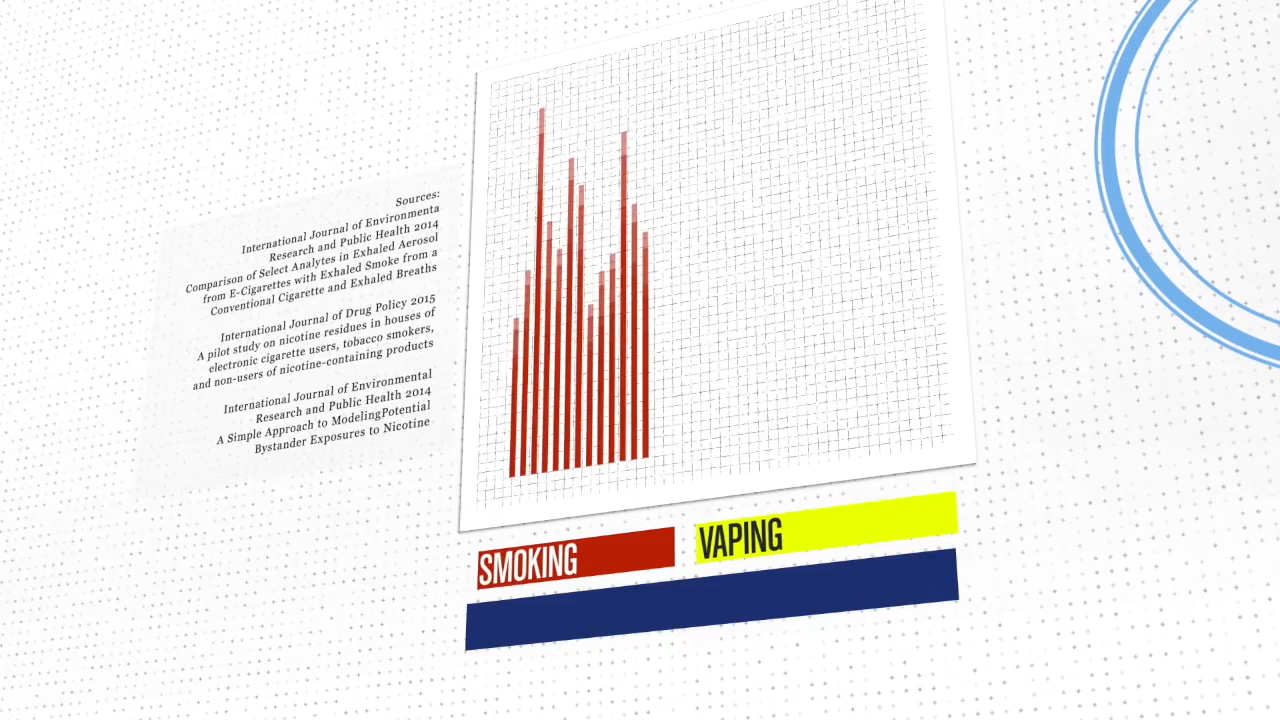 Sources:
International Journal of Environmenta
Research and Public Health 2014
Comparison of Select Analytes in Exhaled Aerosol
from E-Cigarettes with Exhaled Smoke from a
Conventional Cigarette and Exhaled Breaths
International Journal of Drug Policy 2015
A pilot study on nicotine residues in houses of
electronic cigarette users, tobacco smokers,
and non-users of nicotine-containing products
International Journal of Environmental
Research and Public Health 2014
A Simple Approach to ModelingPotential
Bystander Exposures to Nicotine
SMOKING
VAPING